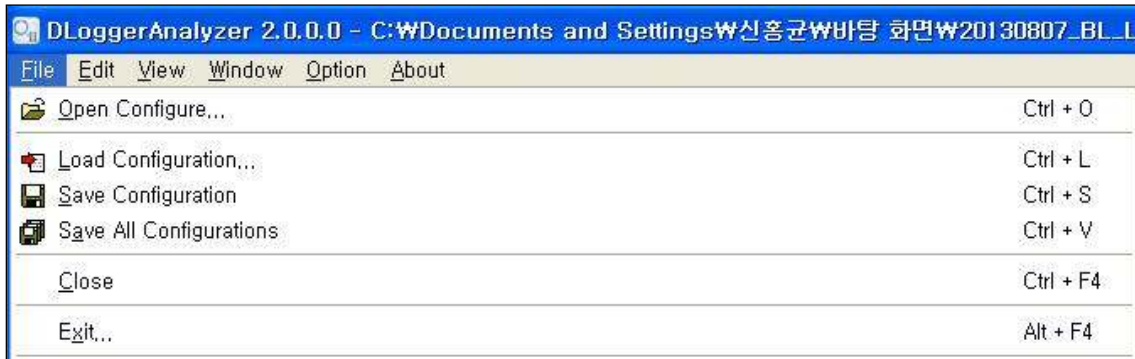 DLoggerAnalyzer 2.0.0.0 - C:₩Documents and Settings₩신홍균₩바탕 화면₩20130807_BL_L
File Edit View Window Option About
Open Configure... Ctrl + O
Load Configuration... Ctrl + L
Save Configuration Ctrl + S
Save All Configurations Ctrl + V
Close Ctrl + F4
Exit... Alt + F4